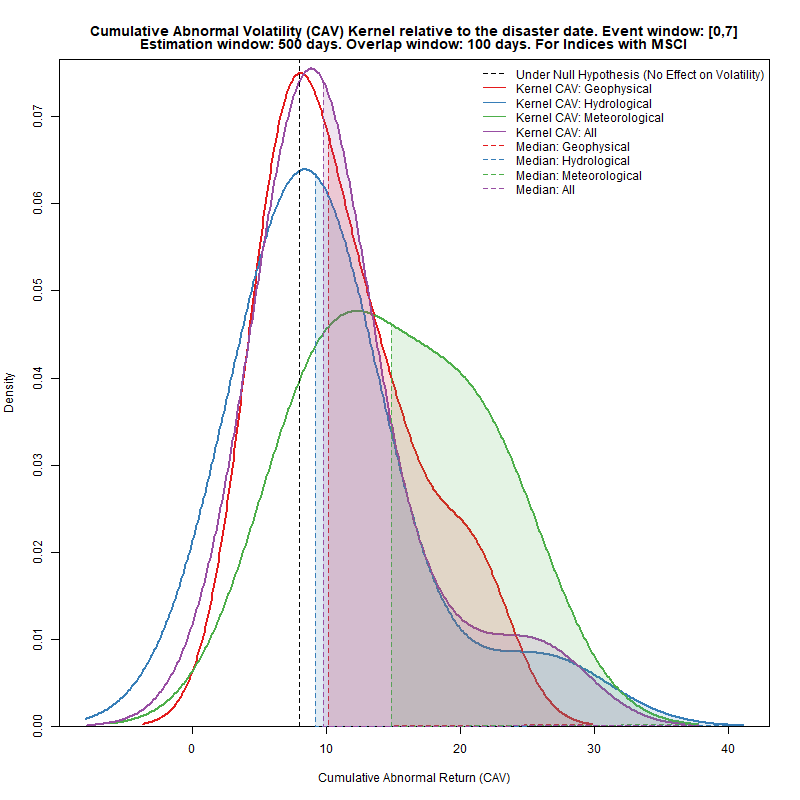 Cumulative Abnormal Volatility (CAV) Kernel relative to the disaster date. Event window: [0,7]
Estimation window: 500 days. Overlap window: 100 days. For Indices with MSCI
Under Null Hypothesis (No Effect on Volatility)
Kernel CAV: Geophysical
Kernel CAV: Hydrological
Kernel CAV: Meteorological
Kernel CAV: All
Median: Geophysical
Median: Hydrological
Median: Meteorological
Median: All
0.07
0.06
0.05
0.04
0.03
0.02
0.01
0.00
Density
0 10 20 30 40
Cumulative Abnormal Return (CAV)